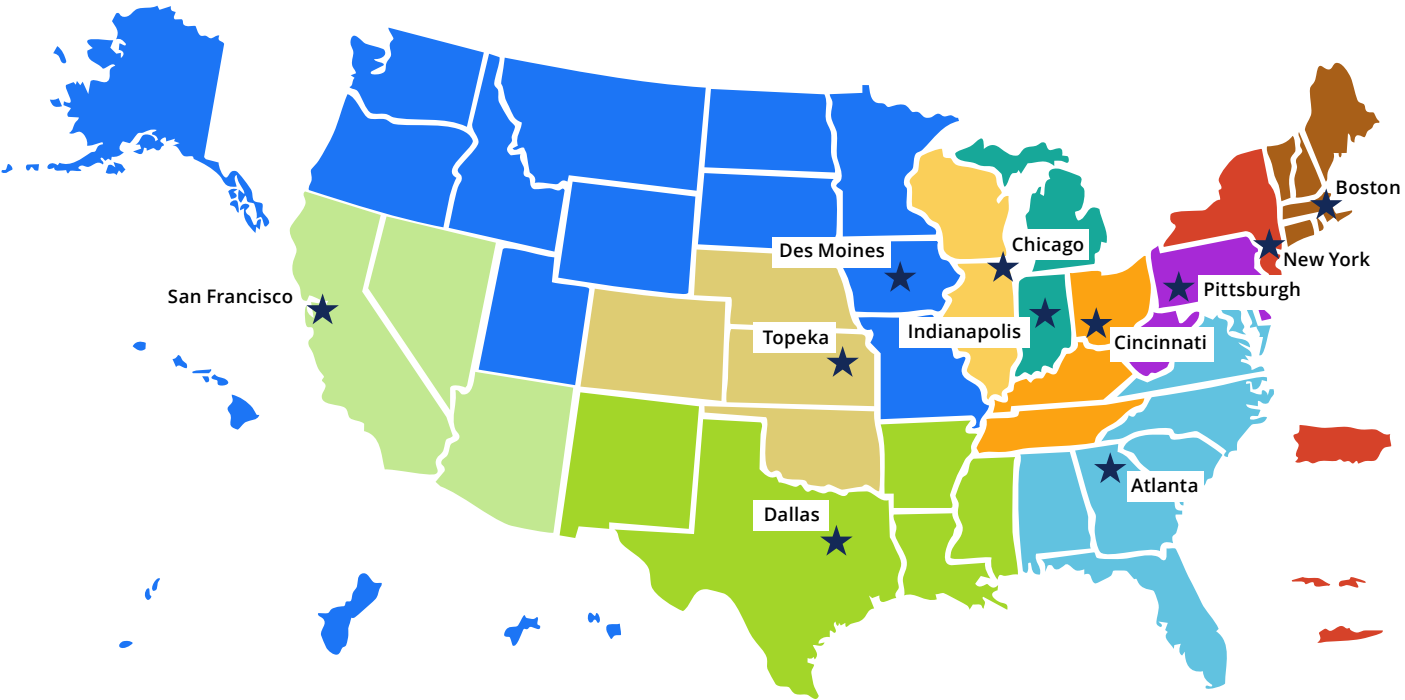 Boston
Chicago
Des Moines
New York
Pittsburgh
San Francisco
Indianapolis
Topeka
Cincinnati
Atlanta
Dallas